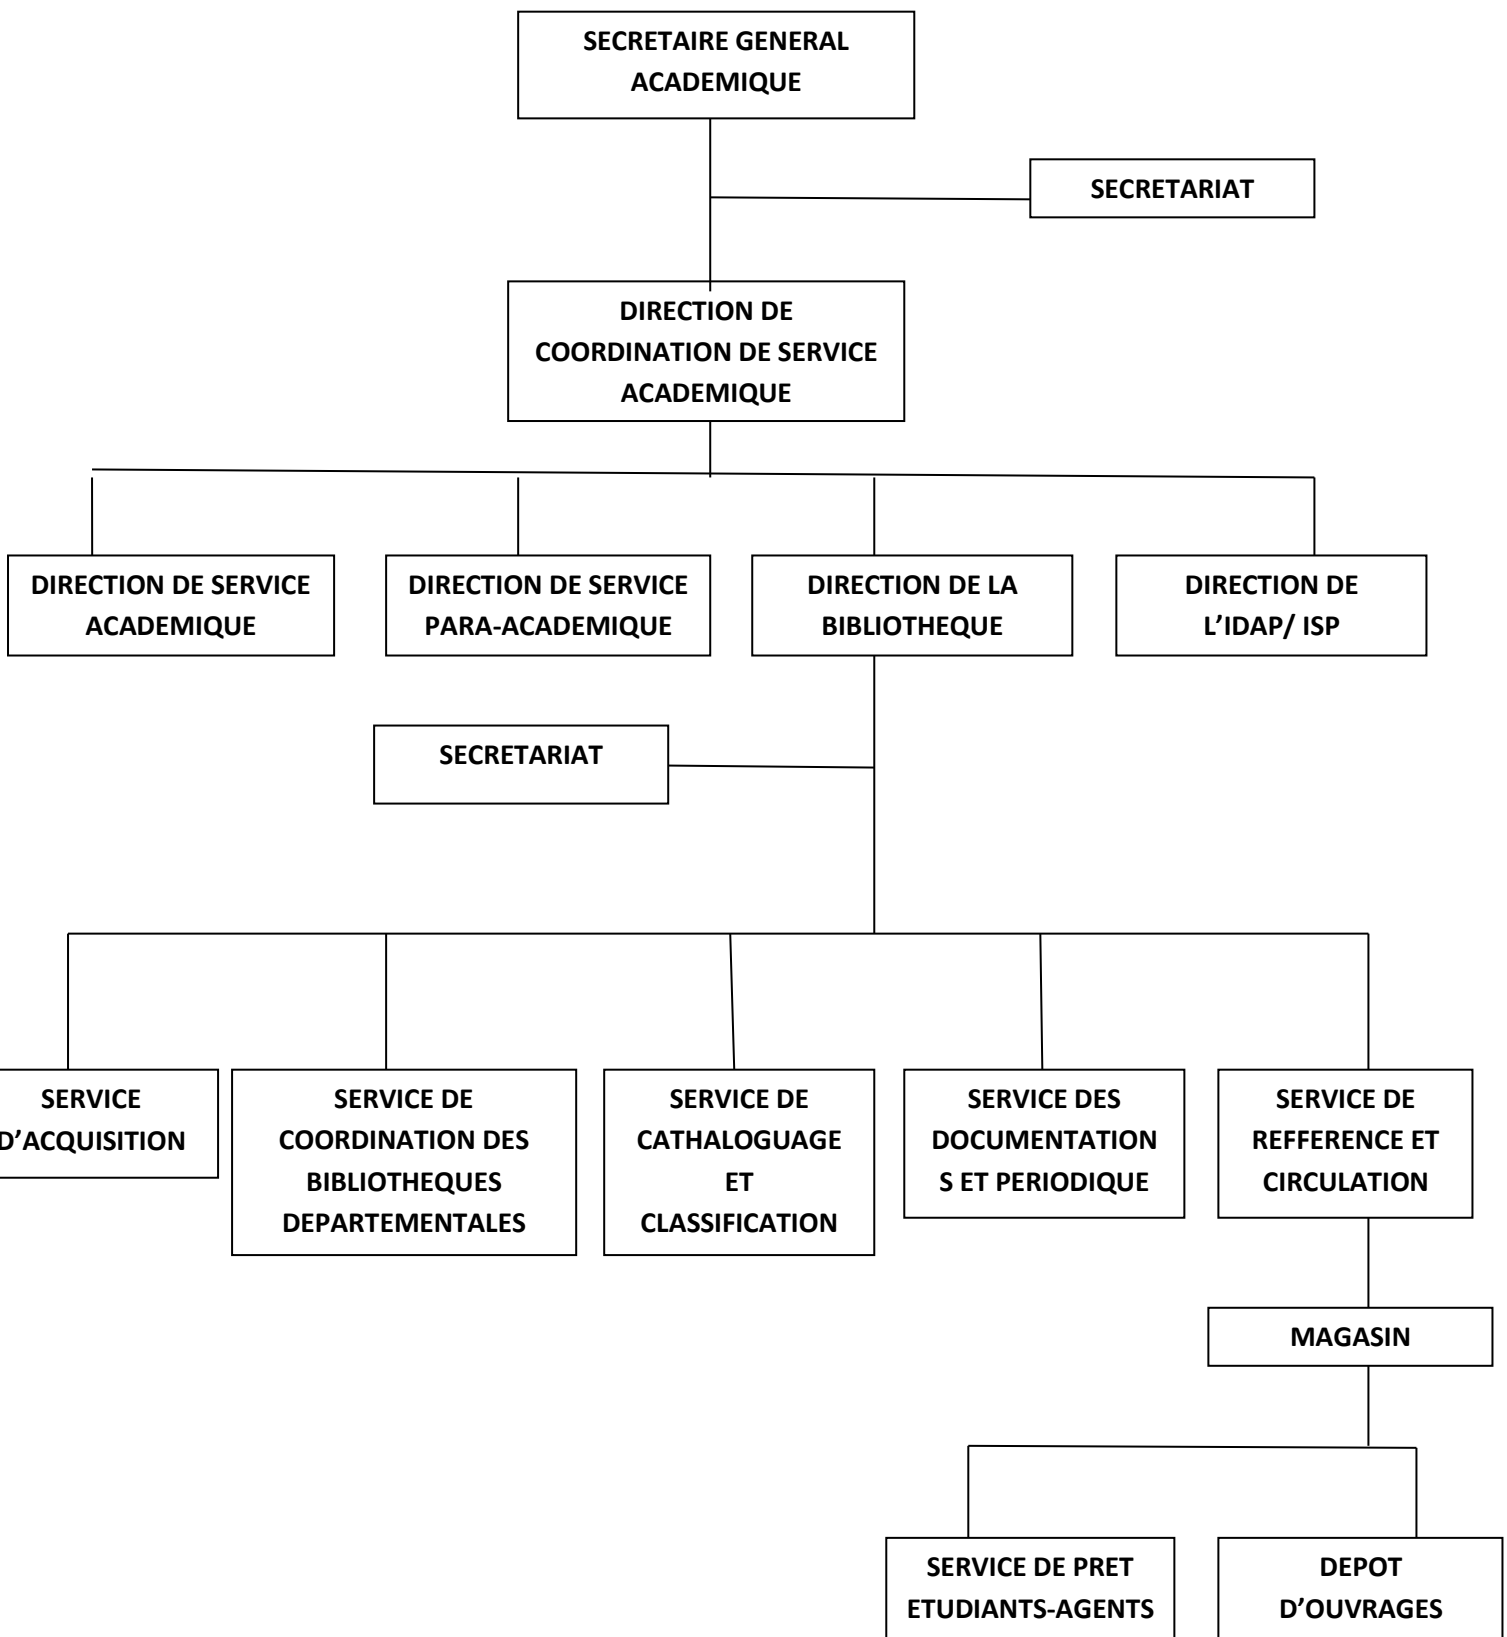 SECRETAIRE GENERAL
ACADEMIQUE
SECRETARIAT
DIRECTION DE
COORDINATION DE SERVICE
ACADEMIQUE
DIRECTION DE SERVICE
ACADEMIQUE
DIRECTION DE SERVICE
PARA-ACADEMIQUE
DIRECTION DE LA
BIBLIOTHEQUE
DIRECTION DE
L’IDAP/ ISP
SECRETARIAT
SERVICE
D’ACQUISITION
SERVICE DE
COORDINATION DES
BIBLIOTHEQUES
DEPARTEMENTALES
SERVICE DE
CATHALOGUAGE
ET
CLASSIFICATION
SERVICE DES
DOCUMENTATION
S ET PERIODIQUE
SERVICE DE
REFFERENCE ET
CIRCULATION
MAGASIN
SERVICE DE PRET
ETUDIANTS-AGENTS
DEPOT
D’OUVRAGES